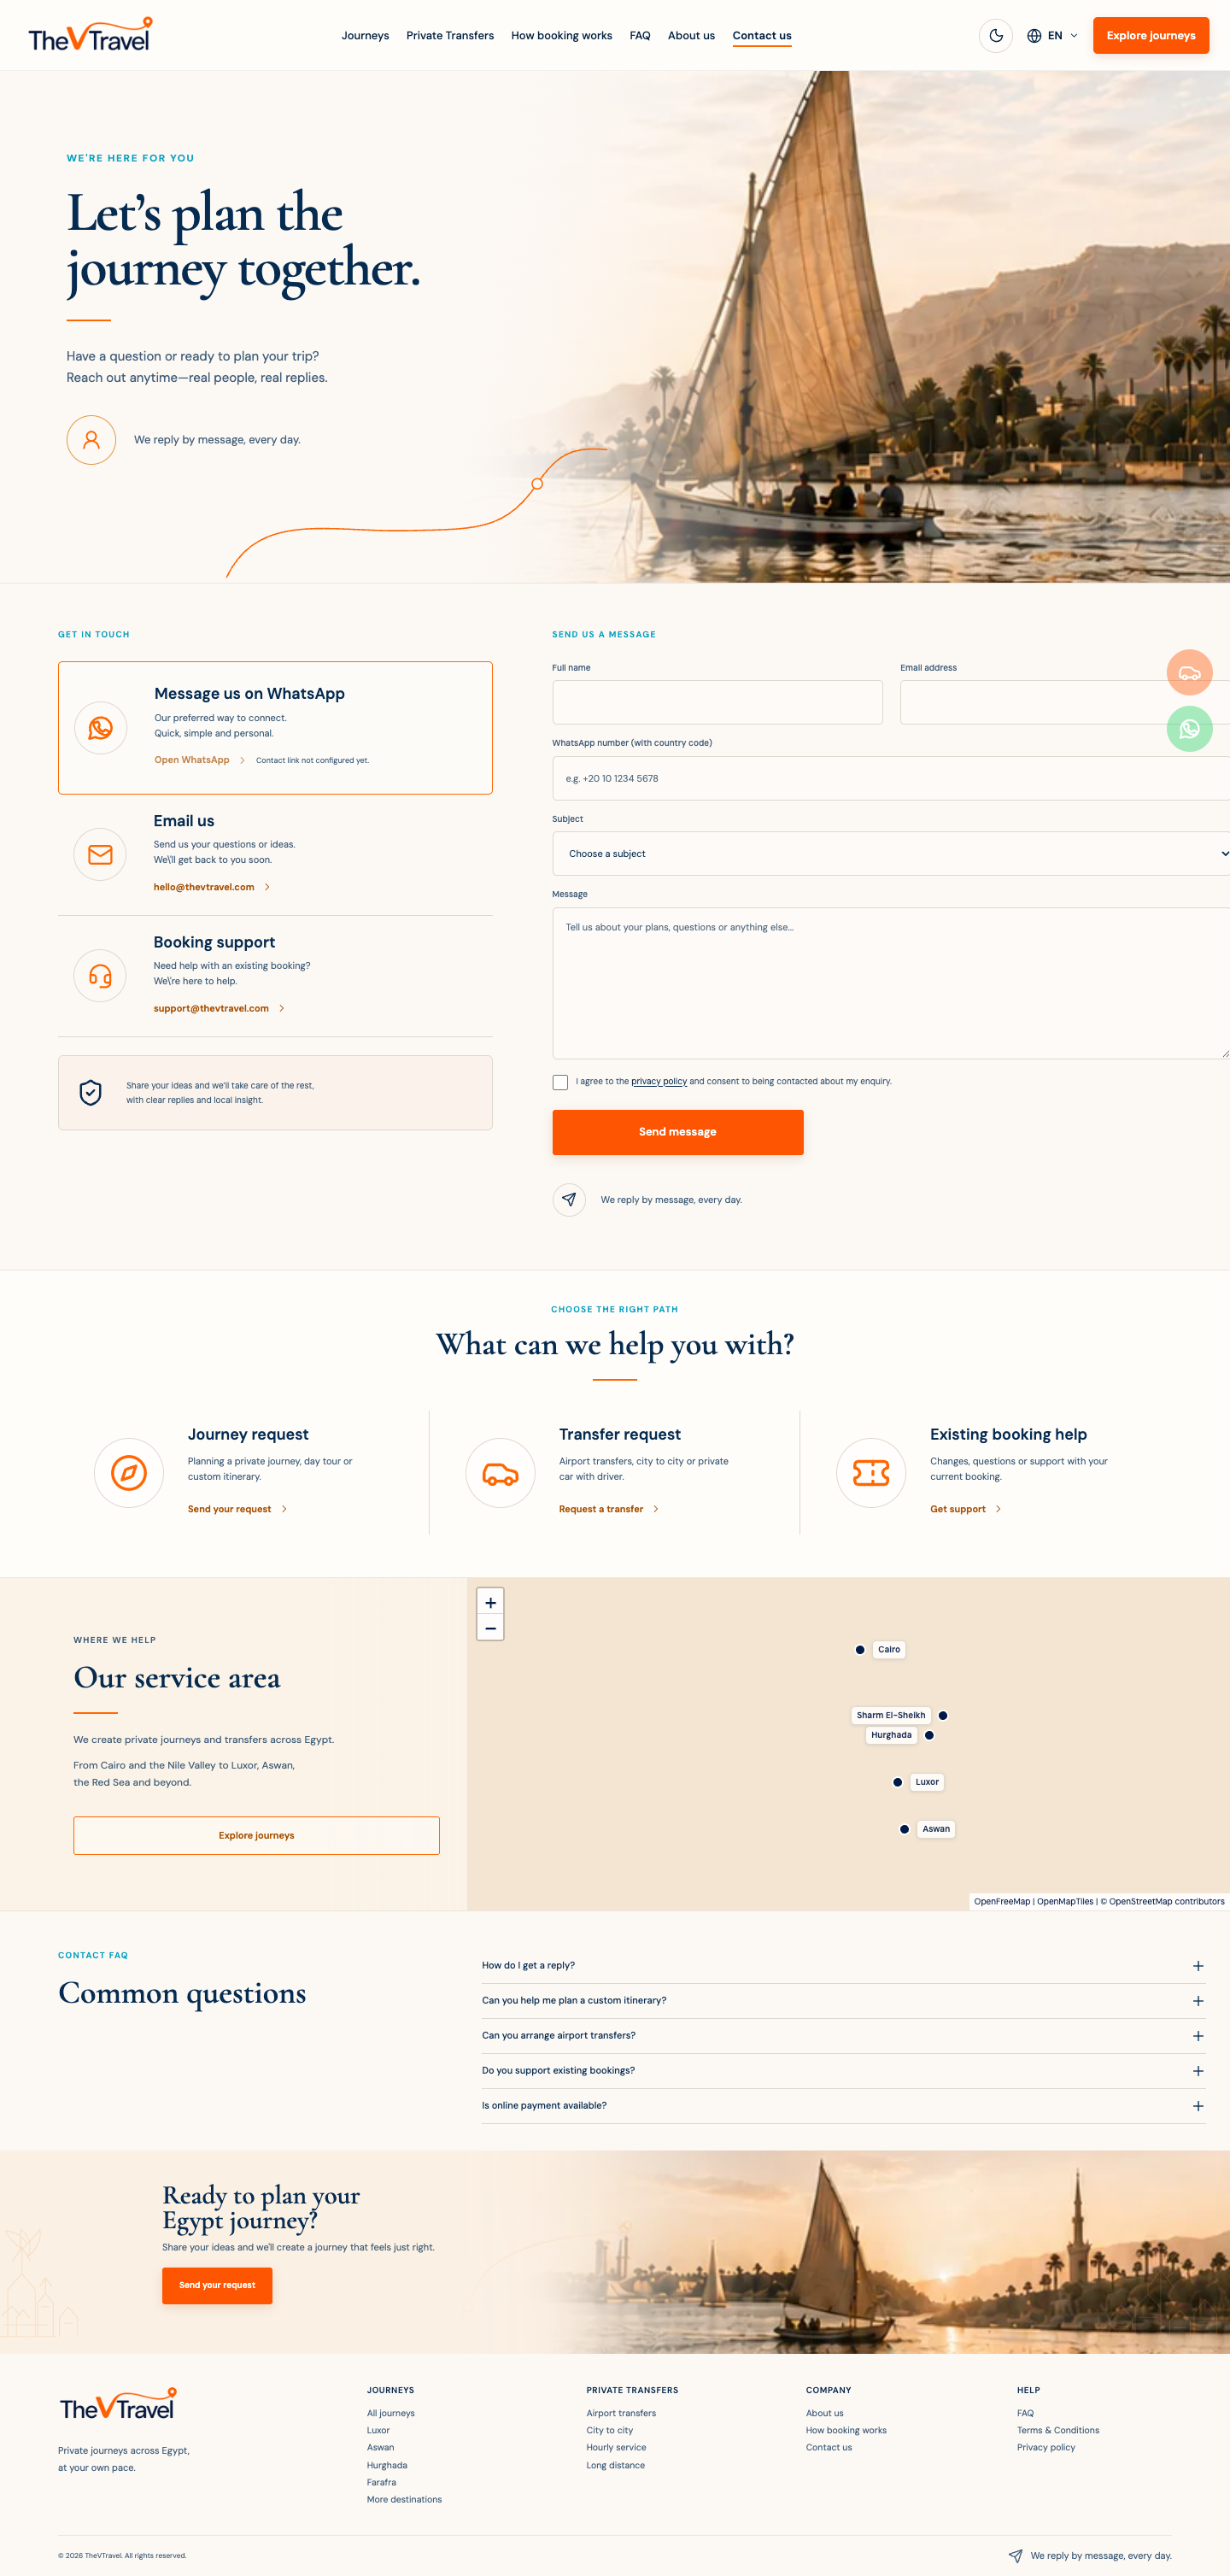 TheVTravel
Journeys
Private Transfers
How booking works
FAQ
About us
Contact us
EN
Explore journeys
WE'RE HERE FOR YOU
Let’s plan the
journey together.
Have a question or ready to plan your trip?
Reach out anytime—real people, real replies.
We reply by message, every day.
GET IN TOUCH
Message us on WhatsApp
Our preferred way to connect.
Quick, simple and personal.
Open WhatsApp
Contact link not configured yet.
Email us
Send us your questions or ideas.
We\'ll get back to you soon.
hello@thevtravel.com
Booking support
Need help with an existing booking?
We\'re here to help.
support@thevtravel.com
Share your ideas and we'll take care of the rest,
with clear replies and local insight.
SEND US A MESSAGE
Full name
Email address
WhatsApp number (with country code)
e.g. +20 10 1234 5678
Subject
Choose a subject
Message
Tell us about your plans, questions or anything else...
I agree to the privacy policy and consent to being contacted about my enquiry.
Send message
We reply by message, every day.
CHOOSE THE RIGHT PATH
What can we help you with?
Journey request
Planning a private journey, day tour or
custom itinerary.
Send your request
Transfer request
Airport transfers, city to city or private
car with driver.
Request a transfer
Existing booking help
Changes, questions or support with your
current booking.
Get support
WHERE WE HELP
Our service area
We create private journeys and transfers across Egypt.
From Cairo and the Nile Valley to Luxor, Aswan,
the Red Sea and beyond.
Explore journeys
+
−
Cairo
Sharm El-Sheikh
Hurghada
Luxor
Aswan
OpenFreeMap | OpenMapTiles | © OpenStreetMap contributors
CONTACT FAQ
Common questions
How do I get a reply?
Can you help me plan a custom itinerary?
Can you arrange airport transfers?
Do you support existing bookings?
Is online payment available?
Ready to plan your
Egypt journey?
Share your ideas and we'll create a journey that feels just right.
Send your request
TheVTravel
Private journeys across Egypt,
at your own pace.
JOURNEYS
All journeys
Luxor
Aswan
Hurghada
Farafra
More destinations
PRIVATE TRANSFERS
Airport transfers
City to city
Hourly service
Long distance
COMPANY
About us
How booking works
Contact us
HELP
FAQ
Terms & Conditions
Privacy policy
© 2026 TheVTravel. All rights reserved.
We reply by message, every day.